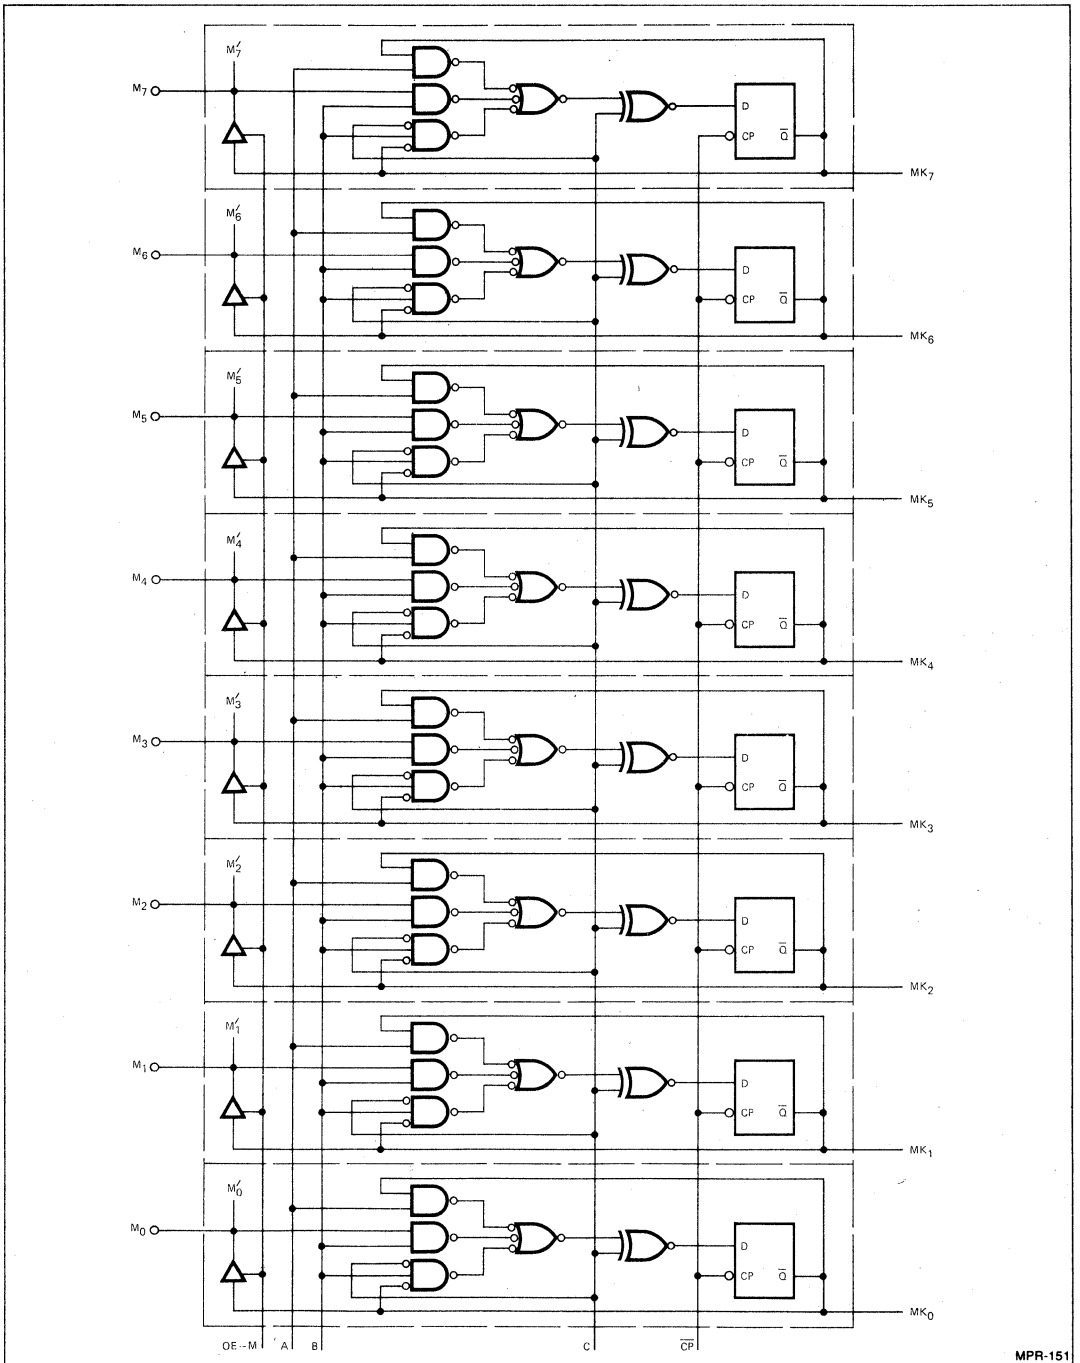 M′7
M7
D
CP Q̅
MK7
M′6
M6
D
CP Q̅
MK6
M′5
M5
D
CP Q̅
MK5
M′4
M4
D
CP Q̅
MK4
M′3
M3
D
CP Q̅
MK3
M′2
M2
D
CP Q̅
MK2
M′1
M1
D
CP Q̅
MK1
M′0
M0
D
CP Q̅
MK0
OE--M A B C C̅P̅
MPR-151